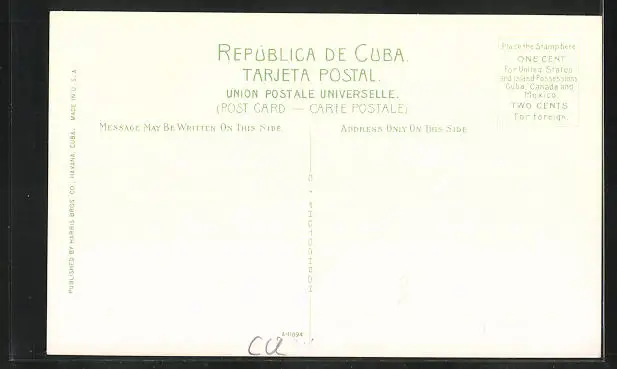 REPÚBLICA DE CUBA.
TARJETA POSTAL.
UNION POSTALE UNIVERSELLE.
(POST CARD — CARTE POSTALE)
Place the Stamp here
ONE CENT
For United States
and Island Possessions
Cuba, Canada and
Mexico.
TWO CENTS
For Foreign.
MESSAGE MAY BE WRITTEN ON THIS SIDE
ADDRESS ONLY ON THIS SIDE
PUBLISHED BY HARRIS BROS. CO., HAVANA, CUBA. MADE IN U.S.A
CU